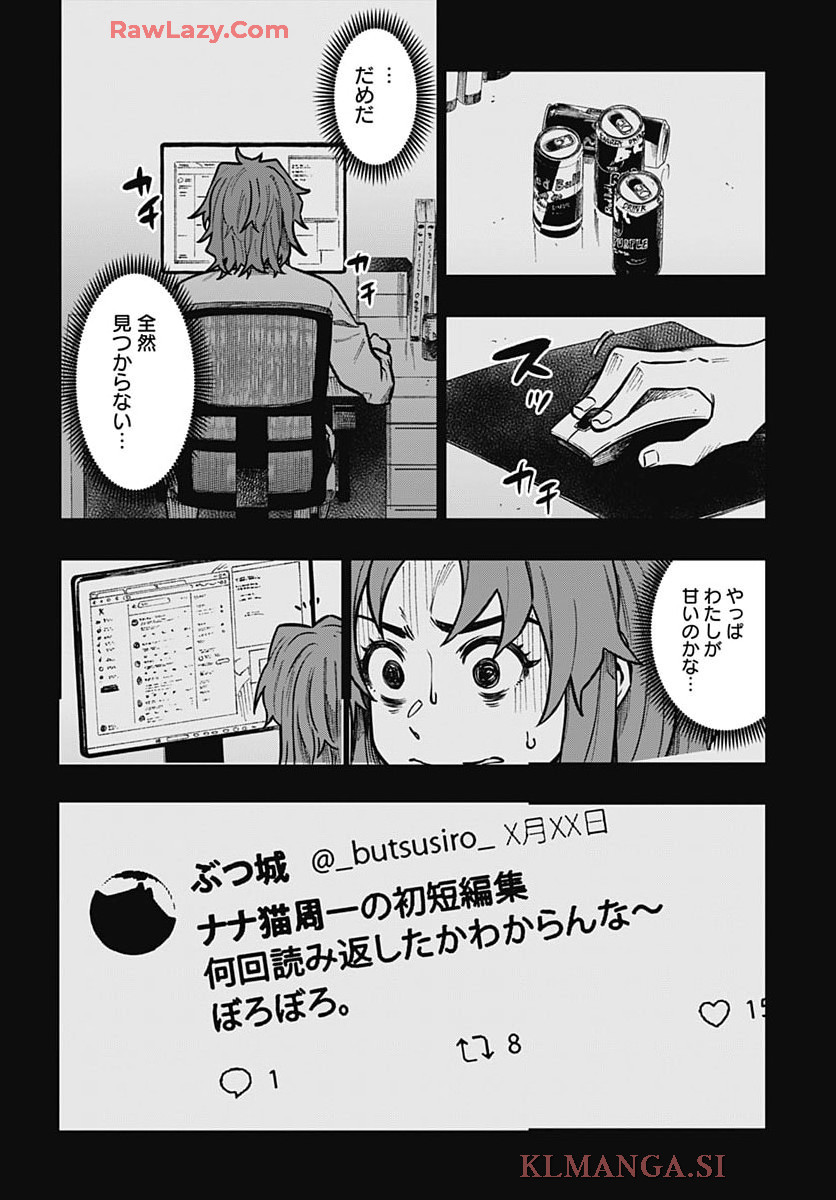 RawLazy.Com
DRINK
スッ
カチ
…
だめだ
カチ
カチ
全然
見つからない…
やっぱ
わたしが
甘いのかな…
ぶつ城 @_butsusiro_ X月XX日
ナナ猫周一の初短編集
何回読み返したかわからんな～
ぼろぼろ。
1
8
15
KLMANGA.SI